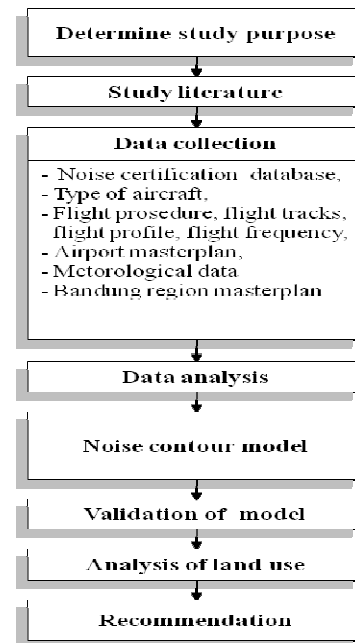 Determine study purpose
Study literature
Data collection
- Noise certification database,
- Type of aircraft,
- Flight prosedure, flight tracks,
flight profile, flight frequency,
- Airport masterplan,
- Metorological data
- Bandung region masterplan
Data analysis
Noise contour model
Validation of model
Analysis of land use
Recommendation